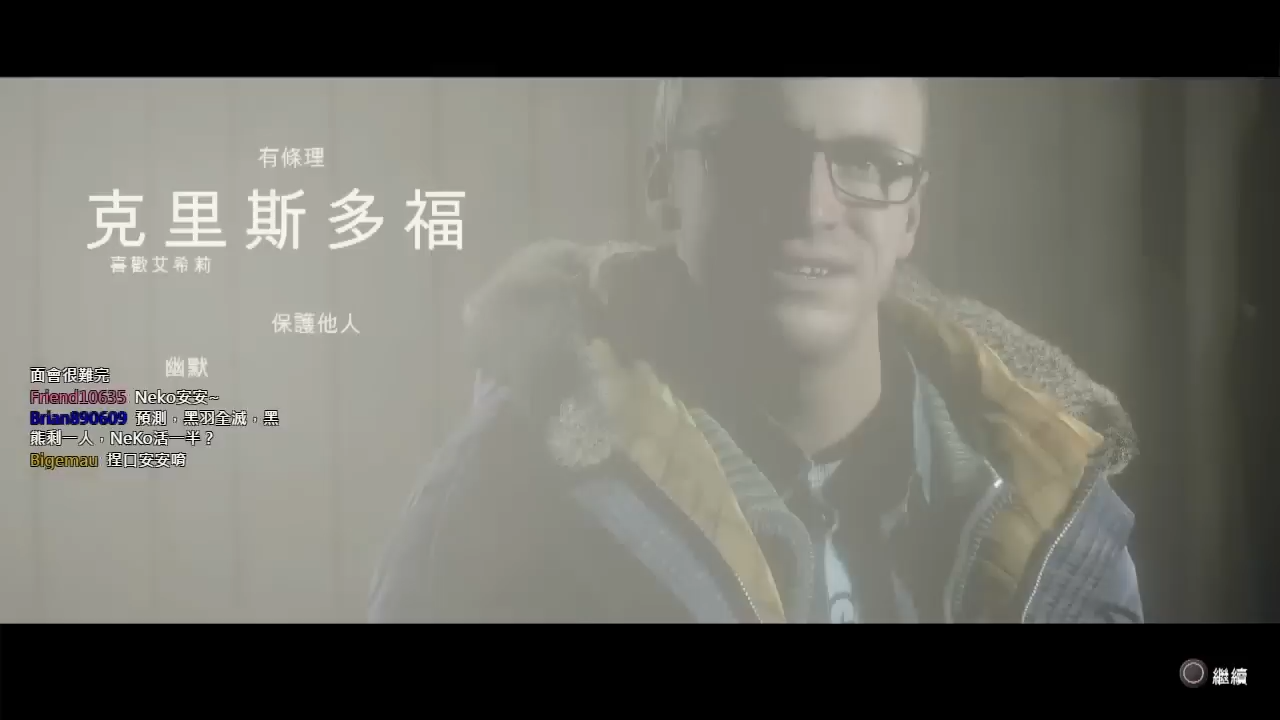 有條理
克里斯多福
喜歡艾希莉
保護他人
幽默
面會很難完
Friend10635 Neko安安~
Brian890609 預測，黑羽全滅，黑
熊剩一人，NeKo活一半？
Bigemau 捏口安安唷
繼續